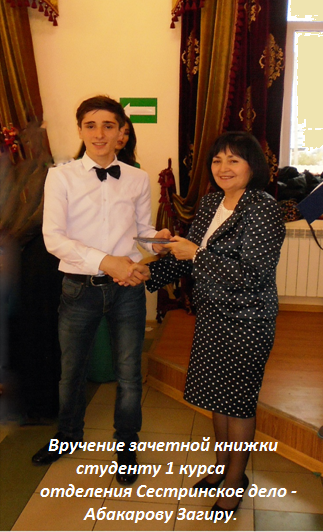 Вручение зачетной книжки
студенту 1 курса
отделения Сестринское дело -
Абакарову Загиру.